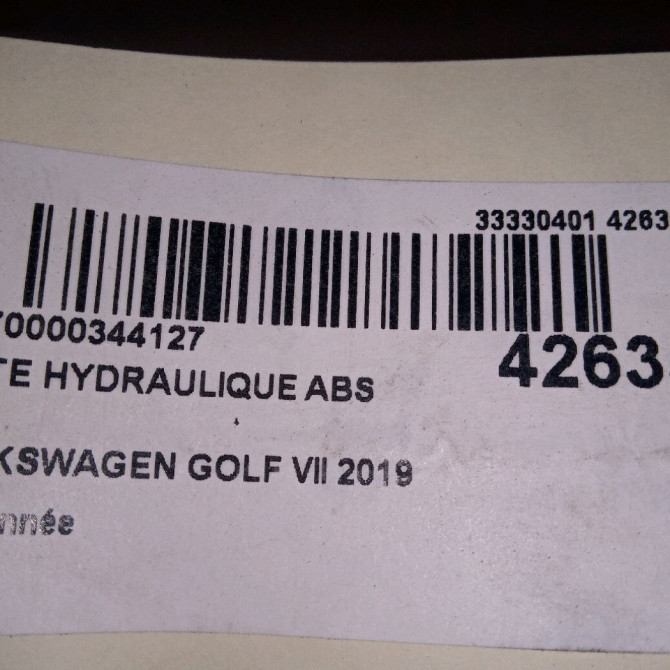 33330401 4263
70000344127
4263
TE HYDRAULIQUE ABS
KSWAGEN GOLF VII 2019
nnée